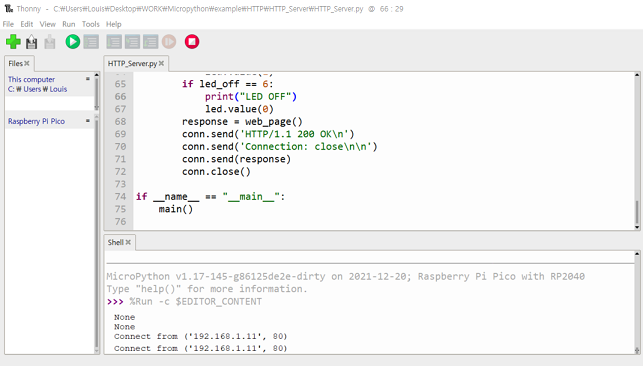 Thonny - C:₩Users₩Louis₩Desktop₩WORK₩Micropython₩example₩HTTP₩HTTP_Server₩HTTP_Server.py @ 66 : 29
File Edit View Run Tools Help
Files
This computer
C: ₩ Users ₩ Louis
Raspberry Pi Pico
HTTP_Server.py
65 if led_off == 6:
66 print("LED OFF")
67 led.value(0)
68 response = web_page()
69 conn.send('HTTP/1.1 200 OK\n')
70 conn.send('Connection: close\n\n')
71 conn.send(response)
72 conn.close()
73
74 if __name__ == "__main__":
75 main()
76
Shell
MicroPython v1.17-145-g86125de2e-dirty on 2021-12-20; Raspberry Pi Pico with RP2040
Type "help()" for more information.
>>> %Run -c $EDITOR_CONTENT
None
None
Connect from ('192.168.1.11', 80)
Connect from ('192.168.1.11', 80)